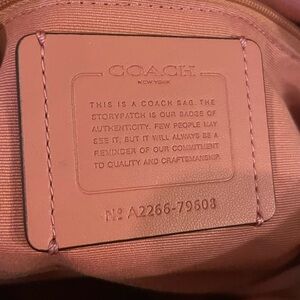 COACH
NEW YORK
THIS IS A COACH BAG. THE
STORYPATCH IS OUR BADGE OF
AUTHENTICITY. FEW PEOPLE MAY
SEE IT, BUT IT WILL ALWAYS BE A
REMINDER OF OUR COMMITMENT
TO QUALITY AND CRAFTSMANSHIP.
Nº A2266-79608